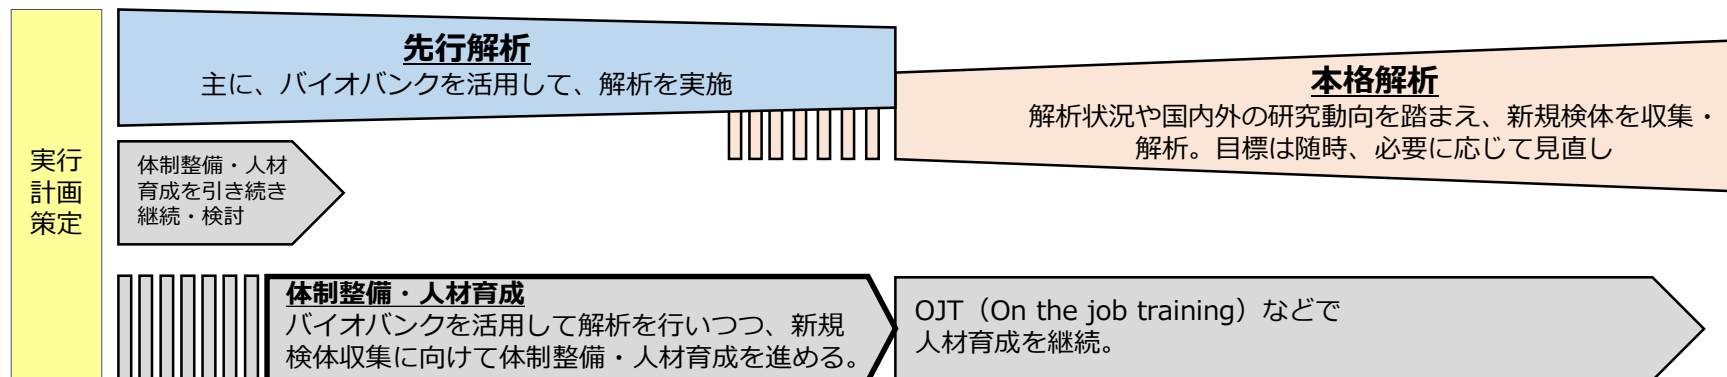 実行
計画
策定
先行解析
主に、バイオバンクを活用して、解析を実施
本格解析
解析状況や国内外の研究動向を踏まえ、新規検体を収集・
解析。目標は随時、必要に応じて見直し
体制整備・人材
育成を引き続き
継続・検討
体制整備・人材育成
バイオバンクを活用して解析を行いつつ、新規
検体収集に向けて体制整備・人材育成を進める。
OJT（On the job training）などで
人材育成を継続。